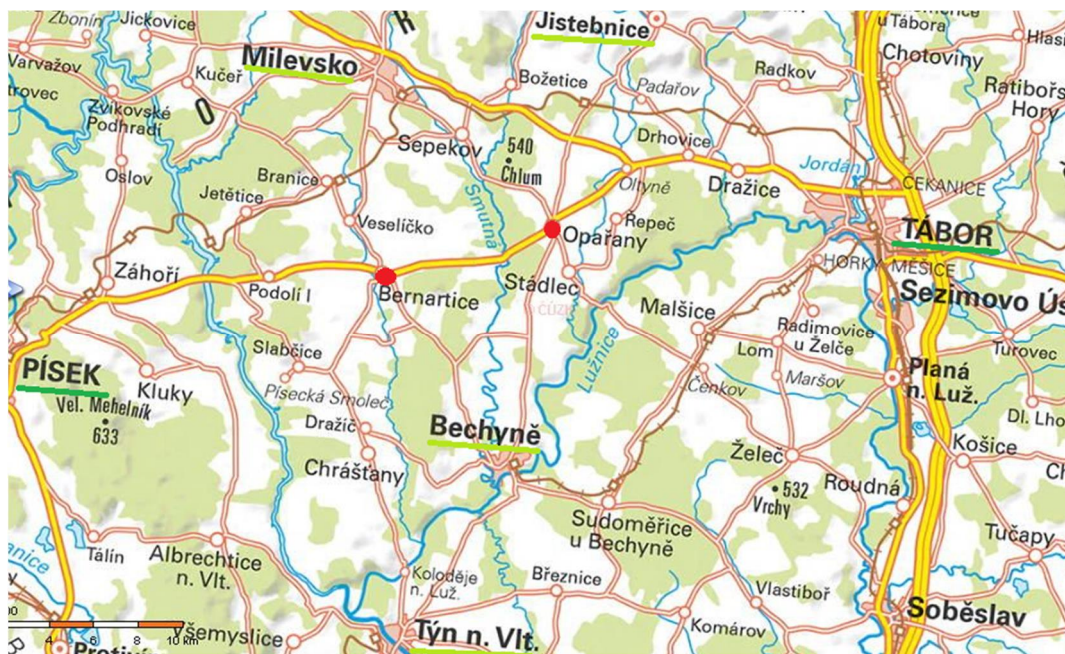 Zbonín
Jickovice
R
Jistebnice
u Tábora
Chotoviny
Varvažov
Milevsko
Kučeř
Božetice
Radkov
Padařov
Ratibořs
Hory
Zvíkovské
Podhradí
O
Sepekov
540
Chlum
Drhovice
Jordán
Oslov
Branice
Oltyně
Dražice
ČEKANICE
Jetětice
Smutná
Veselíčko
Řepeč
Opařany
TÁBOR
Záhoří
Podolí I
Bernartice
Stádlec
HORKY
MĚŠICE
Malšice
Sezimovo Ús
Lužnice
Radimovice
u Želče
Slabčice
Lom
Turovec
PÍSEK
Kluky
Písecká Smoleč
Čenkov
Maršov
Planá
n. Luž.
Vel. Mehelník
633
Dražič
Bechyně
Dl. Lho
Chrášťany
Želeč
Košice
532
Vrchy
Roudná
Sudoměřice
u Bechyně
Tučapy
Tálín
Albrechtice
n. Vlt.
Koloděje
n. Luž.
Březnice
Vlastiboř
Soběslav
4 6 8 10 km
Všemyslice
Týn n. Vlt.
Komárov